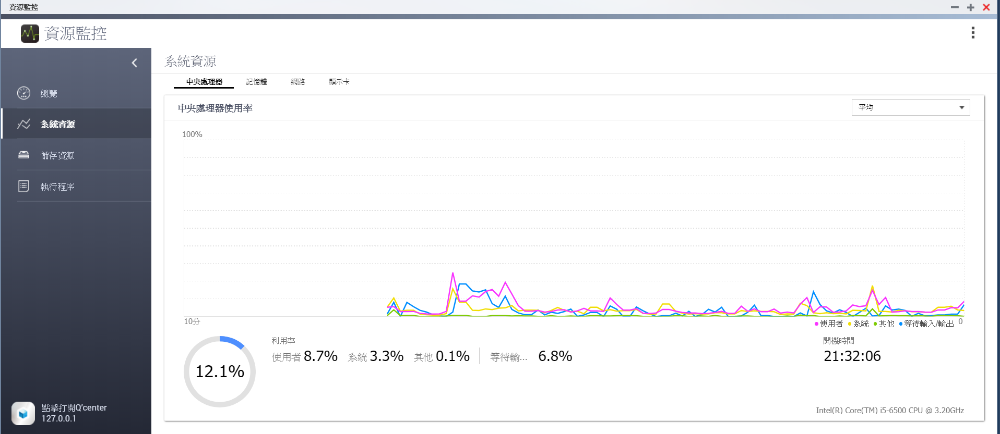 資源監控
資源監控
系統資源
中央處理器 記憶體 網路 顯示卡
總覽
系統資源
儲存資源
執行程序
點擊打開Q'center
127.0.0.1
中央處理器使用率
平均
100%
10分
0
使用者 系統 其他 等待輸入/輸出
12.1%
利用率
使用者 8.7% 系統 3.3% 其他 0.1% 等待輸... 6.8%
開機時間
21:32:06
Intel(R) Core(TM) i5-6500 CPU @ 3.20GHz